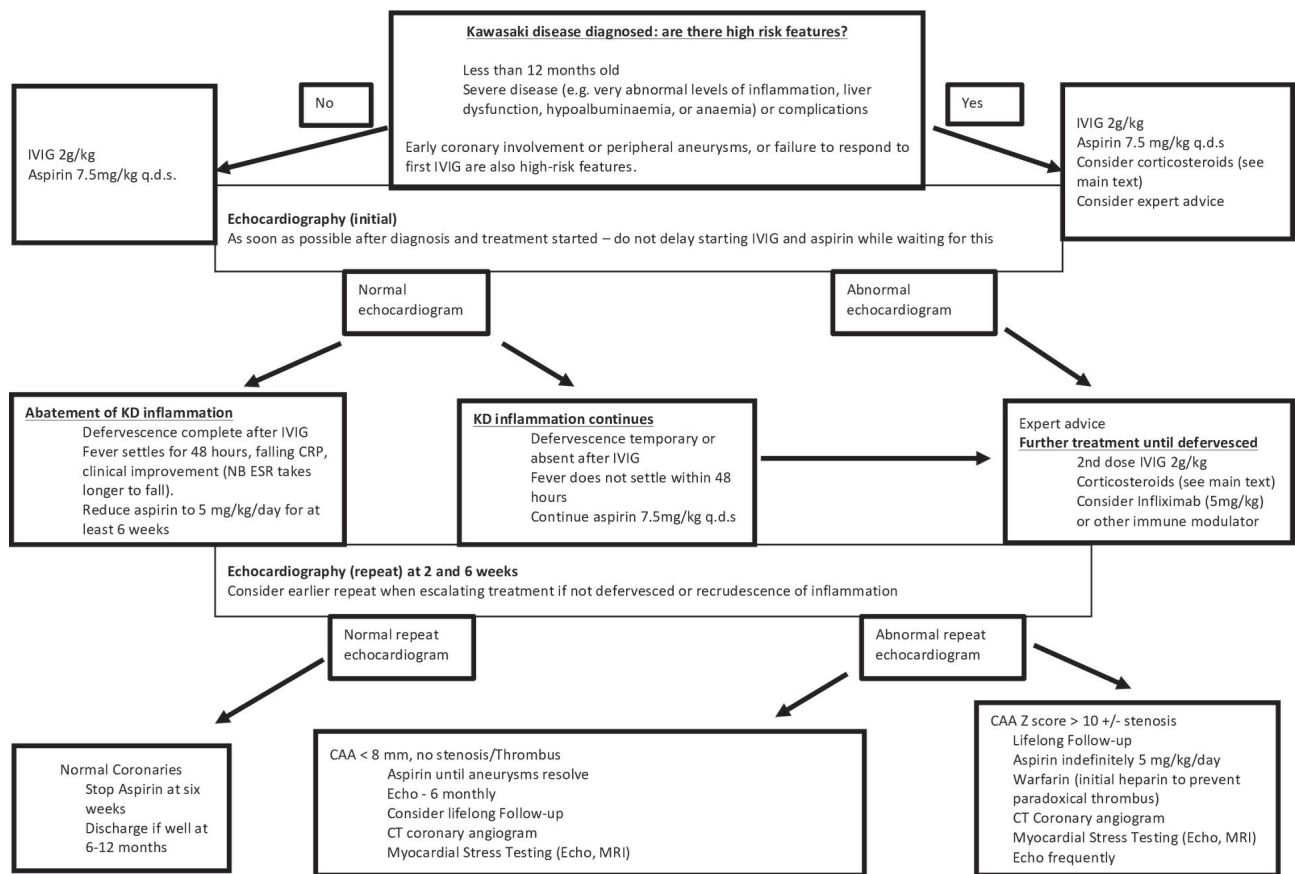 Kawasaki disease diagnosed: are there high risk features?
Less than 12 months old
Severe disease (e.g. very abnormal levels of inflammation, liver
dysfunction, hypoalbuminaemia, or anaemia) or complications
Early coronary involvement or peripheral aneurysms, or failure to respond to
first IVIG are also high-risk features.
No
Yes
IVIG 2g/kg
Aspirin 7.5mg/kg q.d.s.
IVIG 2g/kg
Aspirin 7.5 mg/kg q.d.s
Consider corticosteroids (see
main text)
Consider expert advice
Echocardiography (initial)
As soon as possible after diagnosis and treatment started – do not delay starting IVIG and aspirin while waiting for this
Normal
echocardiogram
Abnormal
echocardiogram
Abatement of KD inflammation
Defervescence complete after IVIG
Fever settles for 48 hours, falling CRP,
clinical improvement (NB ESR takes
longer to fall).
Reduce aspirin to 5 mg/kg/day for at
least 6 weeks
KD inflammation continues
Defervescence temporary or
absent after IVIG
Fever does not settle within 48
hours
Continue aspirin 7.5mg/kg q.d.s
Expert advice
Further treatment until defervesced
2nd dose IVIG 2g/kg
Corticosteroids (see main text)
Consider Infliximab (5mg/kg)
or other immune modulator
Echocardiography (repeat) at 2 and 6 weeks
Consider earlier repeat when escalating treatment if not defervesced or recrudescence of inflammation
Normal repeat
echocardiogram
Abnormal repeat
echocardiogram
Normal Coronaries
Stop Aspirin at six
weeks
Discharge if well at
6-12 months
CAA < 8 mm, no stenosis/Thrombus
Aspirin until aneurysms resolve
Echo - 6 monthly
Consider lifelong Follow-up
CT coronary angiogram
Myocardial Stress Testing (Echo, MRI)
CAA Z score > 10 +/- stenosis
Lifelong Follow-up
Aspirin indefinitely 5 mg/kg/day
Warfarin (initial heparin to prevent
paradoxical thrombus)
CT Coronary angiogram
Myocardial Stress Testing (Echo, MRI)
Echo frequently